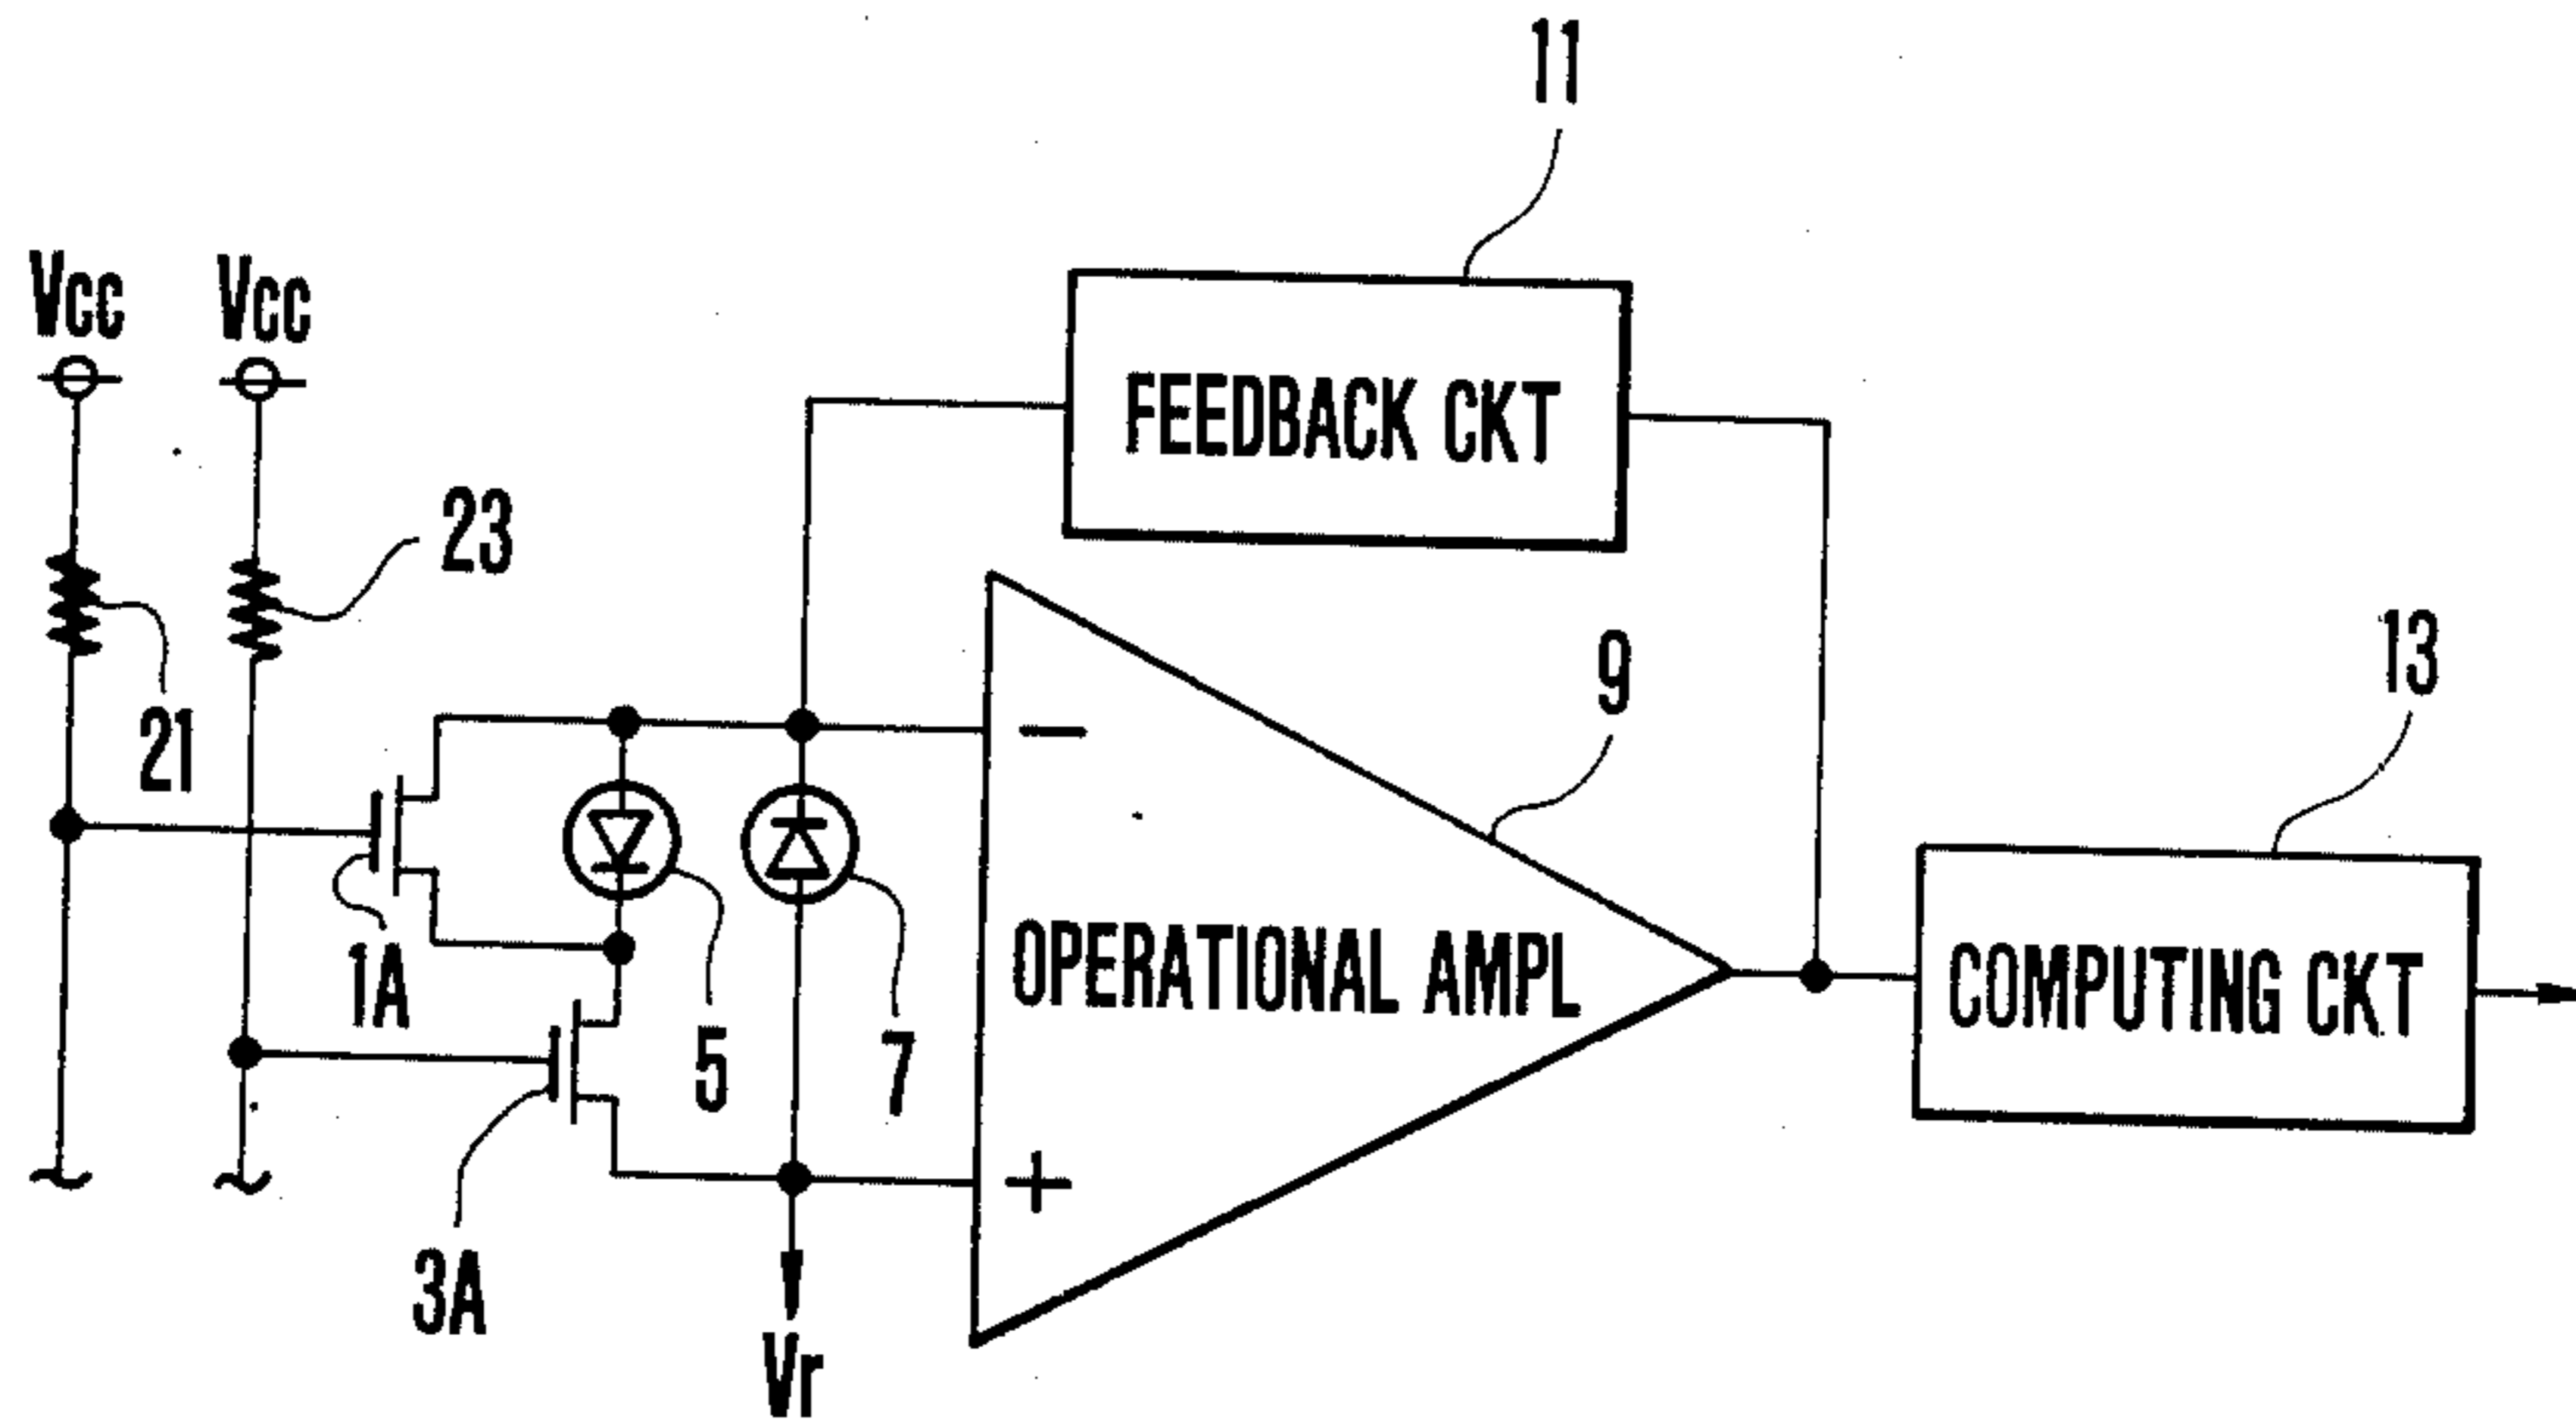 11
Vcc
Vcc
FEEDBACK CKT
23
21
9
13
−
1A
5
7
OPERATIONAL AMPL
COMPUTING CKT
+
3A
Vr